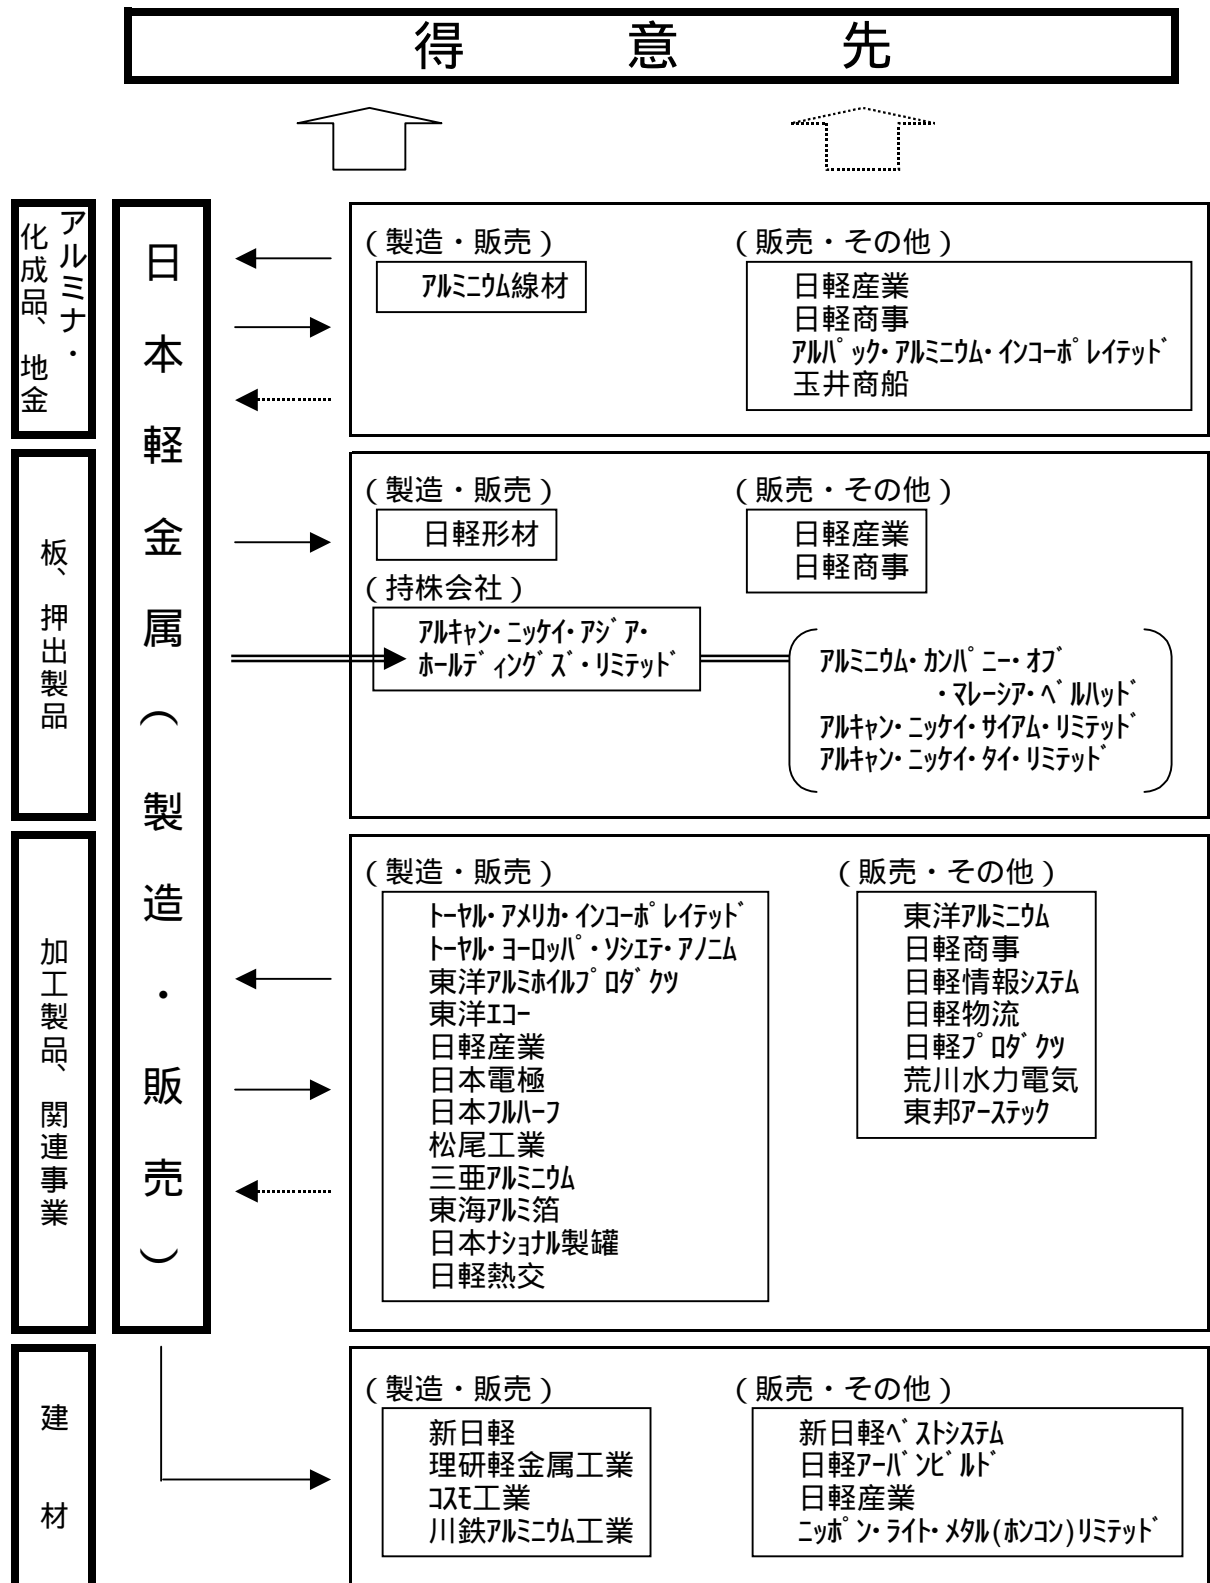 得意先
アルミナ・
化成品、地金
日本軽金属（製造・販売）
（製造・販売）
ｱﾙﾐﾆｳﾑ線材
（販売・その他）
日軽産業
日軽商事
ｱﾙﾊﾟｯｸ・ｱﾙﾐﾆｳﾑ・ｲﾝｺｰﾎﾟﾚｲﾃｯﾄﾞ
玉井商船
板、押出製品
（製造・販売）
日軽形材
（販売・その他）
日軽産業
日軽商事
（持株会社）
ｱﾙｷｬﾝ・ﾆｯｹｲ・ｱｼﾞｱ・
ﾎｰﾙﾃﾞｨﾝｸﾞｽﾞ・ﾘﾐﾃｯﾄﾞ
ｱﾙﾐﾆｳﾑ・ｶﾝﾊﾟﾆｰ・ｵﾌﾞ
・ﾏﾚｰｼｱ・ﾍﾞﾙﾊｯﾄﾞ
ｱﾙｷｬﾝ・ﾆｯｹｲ・ｻｲｱﾑ・ﾘﾐﾃｯﾄﾞ
ｱﾙｷｬﾝ・ﾆｯｹｲ・ﾀｲ・ﾘﾐﾃｯﾄﾞ
加工製品、関連事業
（製造・販売）
ﾄｰﾔﾙ・ｱﾒﾘｶ・ｲﾝｺｰﾎﾟﾚｲﾃｯﾄﾞ
ﾄｰﾔﾙ・ﾖｰﾛｯﾊﾟ・ｿｼｴﾃ・ｱﾉﾆﾑ
東洋ｱﾙﾐﾎｲﾙﾌﾟﾛﾀﾞｸﾂ
東洋ｴｺｰ
日軽産業
日本電極
日本ﾌﾙﾊｰﾌ
松尾工業
三亜ｱﾙﾐﾆｳﾑ
東海ｱﾙﾐ箔
日本ﾅｼｮﾅﾙ製罐
日軽熱交
（販売・その他）
東洋ｱﾙﾐﾆｳﾑ
日軽商事
日軽情報ｼｽﾃﾑ
日軽物流
日軽ﾌﾟﾛﾀﾞｸﾂ
荒川水力電気
東邦ｱｰｽﾃｯｸ
建材
（製造・販売）
新日軽
理研軽金属工業
ｺｽﾓ工業
川鉄ｱﾙﾐﾆｳﾑ工業
（販売・その他）
新日軽ﾍﾞｽﾄｼｽﾃﾑ
日軽ｱｰﾊﾞﾝﾋﾞﾙﾄﾞ
日軽産業
ﾆｯﾎﾟﾝ・ﾗｲﾄ・ﾒﾀﾙ(ﾎﾝｺﾝ)ﾘﾐﾃｯﾄﾞ